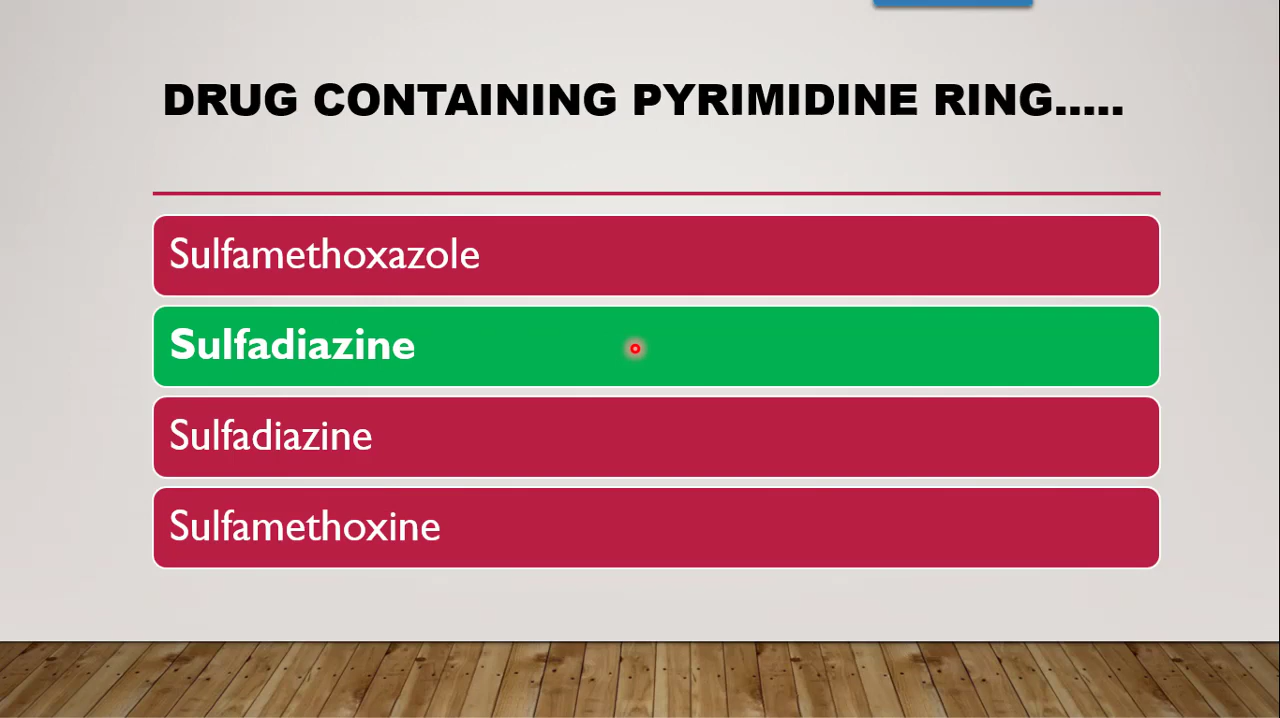 DRUG CONTAINING PYRIMIDINE RING.....
Sulfamethoxazole
Sulfadiazine
Sulfadiazine
Sulfamethoxine